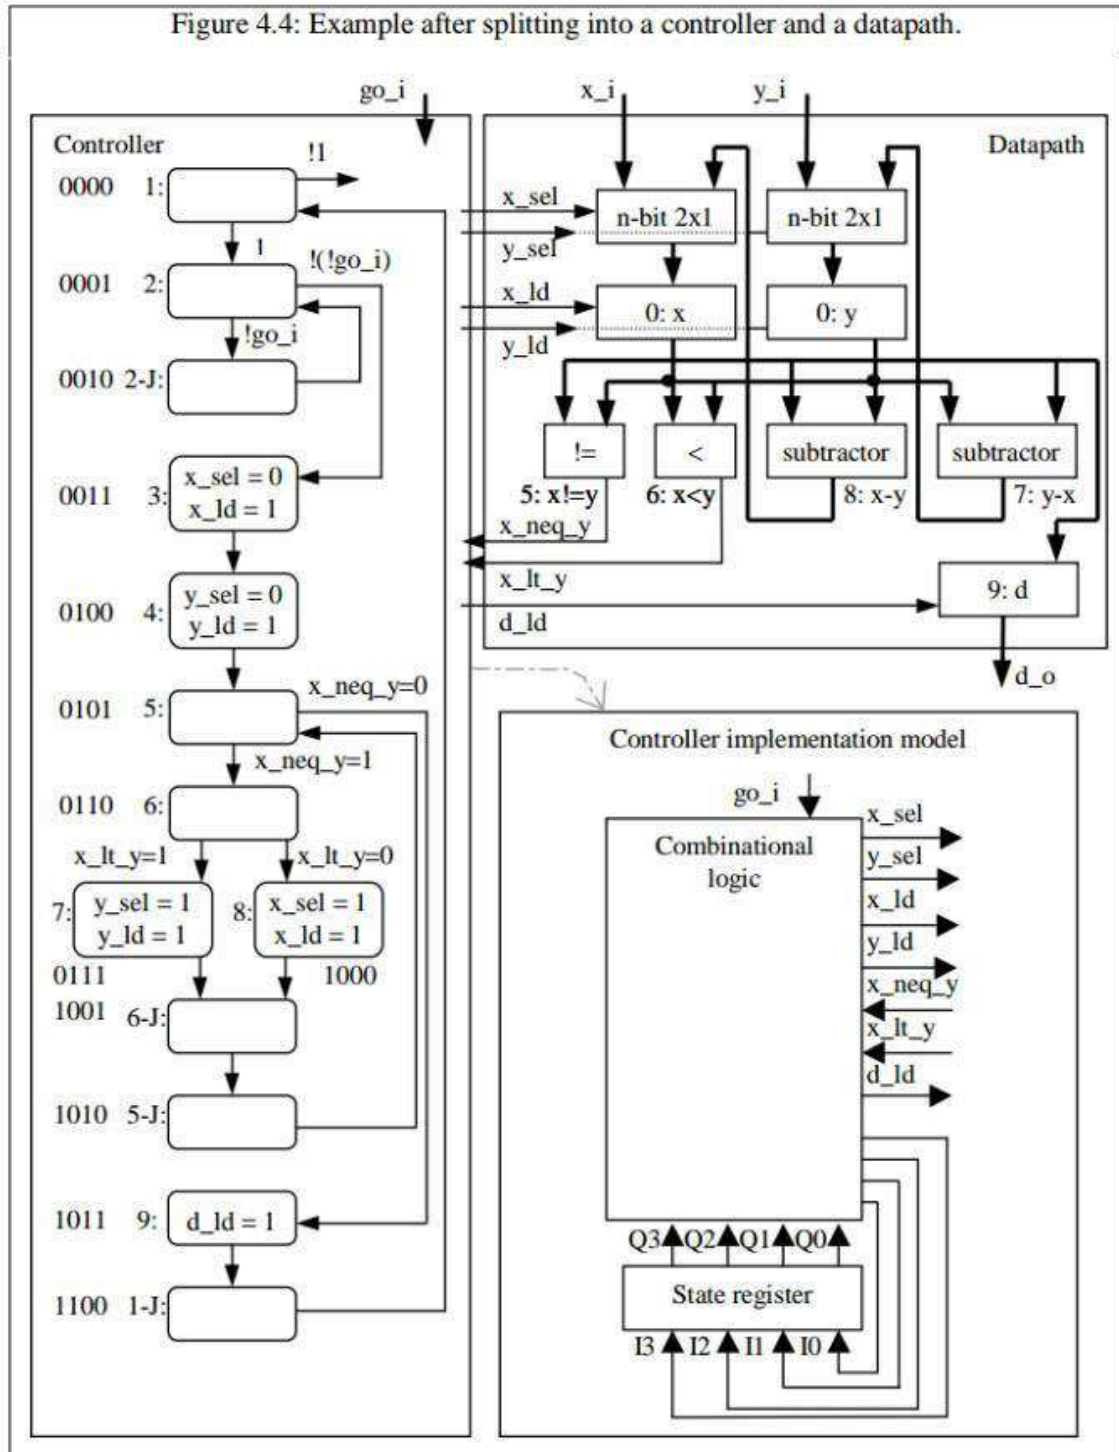 Figure 4.4: Example after splitting into a controller and a datapath.
go_i
Controller
!1
0000 1:
1
!(!go_i)
0001 2:
!go_i
0010 2-J:
0011 3:
x_sel = 0
x_ld = 1
0100 4:
y_sel = 0
y_ld = 1
x_neq_y=0
0101 5:
x_neq_y=1
0110 6:
x_lt_y=1
x_lt_y=0
7:
y_sel = 1
y_ld = 1
0111
8:
x_sel = 1
x_ld = 1
1000
1001 6-J:
1010 5-J:
1011 9: d_ld = 1
1100 1-J:
x_i
y_i
Datapath
x_sel
n-bit 2x1
n-bit 2x1
y_sel
x_ld
0: x
0: y
y_ld
!=
<
subtractor
subtractor
5: x!=y
6: x<y
8: x-y
7: y-x
x_neq_y
x_lt_y
9: d
d_ld
d_o
Controller implementation model
go_i
Combinational
logic
x_sel
y_sel
x_ld
y_ld
x_neq_y
x_lt_y
d_ld
Q3 Q2 Q1 Q0
State register
I3 I2 I1 I0